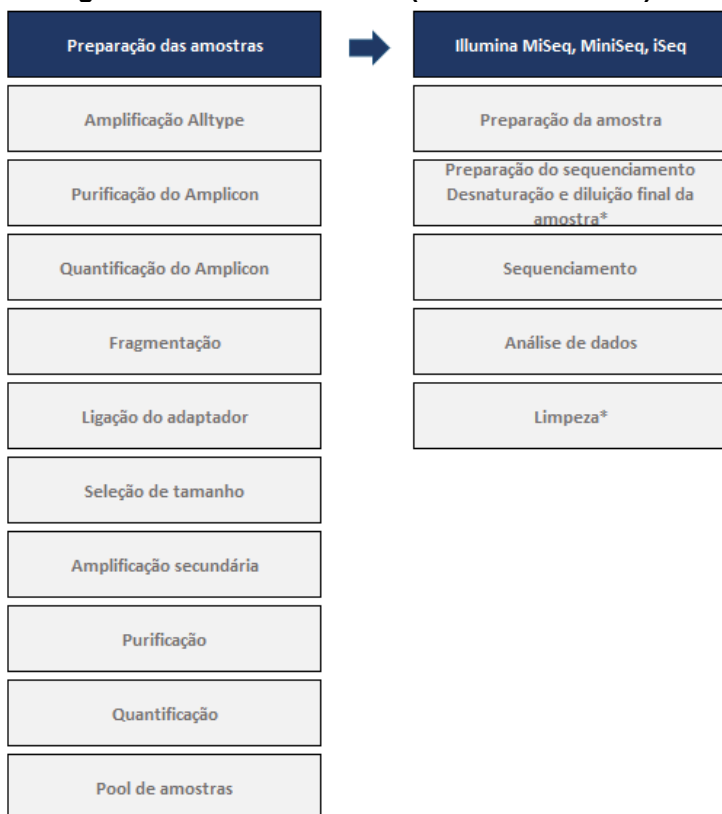 Preparação das amostras
Amplificação Alltype
Purificação do Amplicon
Quantificação do Amplicon
Fragmentação
Ligação do adaptador
Seleção de tamanho
Amplificação secundária
Purificação
Quantificação
Pool de amostras
Illumina MiSeq, MiniSeq, iSeq
Preparação da amostra
Preparação do sequenciamento
Desnaturação e diluição final da
amostra*
Sequenciamento
Análise de dados
Limpeza*